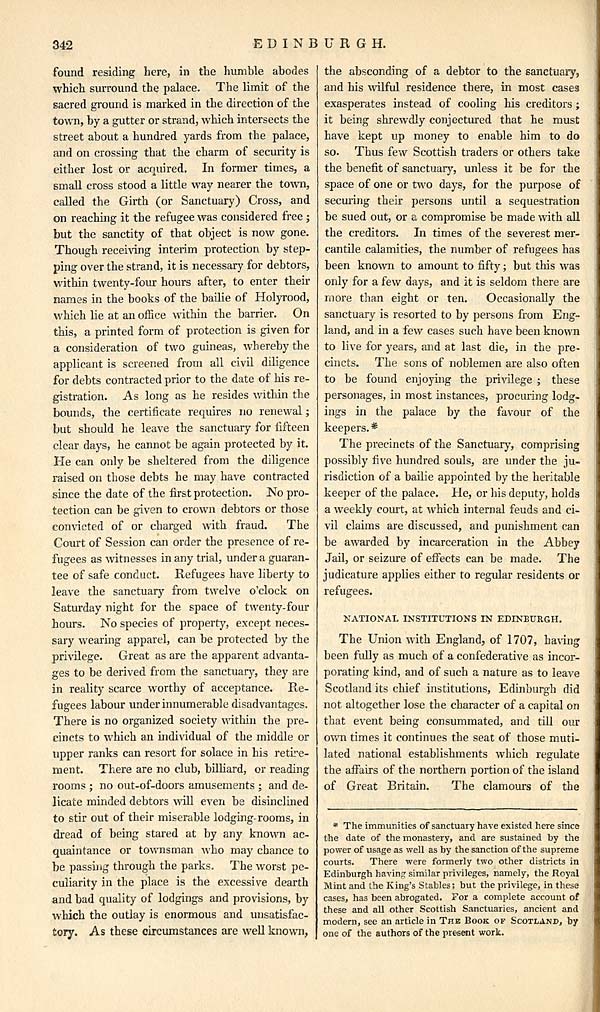 342
EDINBURGH.
found residing here, in the humble abodes
which surround the palace. The limit of the
sacred ground is marked in the direction of the
town, by a gutter or strand, which intersects the
street about a hundred yards from the palace,
and on crossing that the charm of security is
either lost or acquired. In former times, a
small cross stood a little way nearer the town,
called the Girth (or Sanctuary) Cross, and
on reaching it the refugee was considered free;
but the sanctity of that object is now gone.
Though receiving interim protection by step-
ping over the strand, it is necessary for debtors,
within twenty-four hours after, to enter their
names in the books of the bailie of Holyrood,
which lie at an office within the barrier. On
this, a printed form of protection is given for
a consideration of two guineas, whereby the
applicant is screened from all civil diligence
for debts contracted prior to the date of his re-
gistration. As long as he resides within the
bounds, the certificate requires no renewal;
but should he leave the sanctuary for fifteen
clear days, he cannot be again protected by it.
He can only be sheltered from the diligence
raised on those debts he may have contracted
since the date of the first protection. No pro-
tection can be given to crown debtors or those
convicted of or charged with fraud. The
Court of Session can order the presence of re-
fugees as witnesses in any trial, under a guaran-
tee of safe conduct. Refugees have liberty to
leave the sanctuary from twelve o'clock on
Saturday night for the space of twenty-four
hours. No species of property, except neces-
sary wearing apparel, can be protected by the
privilege. Great as are the apparent advanta-
ges to be derived from the sanctuary, they are
in reality scarce worthy of acceptance. Re-
fugees labour under innumerable disadvantages.
There is no organized society within the pre-
cincts to which an individual of the middle or
upper ranks can resort for solace in his retire-
ment. There are no club, billiard, or reading
rooms; no out-of-doors amusements; and de-
licate minded debtors will even be disinclined
to stir out of their miserable lodging-rooms, in
dread of being stared at by any known ac-
quaintance or townsman who may chance to
be passing through the parks. The worst pe-
culiarity in the place is the excessive dearth
and bad quality of lodgings and provisions, by
which the outlay is enormous and unsatisfac-
tory. As these circumstances are well known,
the absconding of a debtor to the sanctuary,
and his wilful residence there, in most cases
exasperates instead of cooling his creditors;
it being shrewdly conjectured that he must
have kept up money to enable him to do
so. Thus few Scottish traders or others take
the benefit of sanctuary, unless it be for the
space of one or two days, for the purpose of
securing their persons until a sequestration
be sued out, or a compromise be made with all
the creditors. In times of the severest mer-
cantile calamities, the number of refugees has
been known to amount to fifty; but this was
only for a few days, and it is seldom there are
more than eight or ten. Occasionally the
sanctuary is resorted to by persons from Eng-
land, and in a few cases such have been known
to live for years, and at last die, in the pre-
cincts. The sons of noblemen are also often
to be found enjoying the privilege; these
personages, in most instances, procuring lodg-
ings in the palace by the favour of the
keepers.*
The precincts of the Sanctuary, comprising
possibly five hundred souls, are under the ju-
risdiction of a bailie appointed by the heritable
keeper of the palace. He, or his deputy, holds
a weekly court, at which internal feuds and ci-
vil claims are discussed, and punishment can
be awarded by incarceration in the Abbey
Jail, or seizure of effects can be made. The
judicature applies either to regular residents or
refugees.
NATIONAL INSTITUTIONS IN EDINBURGH.
The Union with England, of 1707, having
been fully as much of a confederative as incor-
porating kind, and of such a nature as to leave
Scotland its chief institutions, Edinburgh did
not altogether lose the character of a capital on
that event being consummated, and till our
own times it continues the seat of those muti-
lated national establishments which regulate
the affairs of the northern portion of the island
of Great Britain. The clamours of the
* The immunities of sanctuary have existed here since
the date of the monastery, and are sustained by the
power of usage as well as by the sanction of the supreme
courts. There were formerly two other districts in
Edinburgh having similar privileges, namely, the Royal
Mint and the King's Stables; but the privilege, in these
cases, has been abrogated. For a complete account of
these and all other Scottish Sanctuaries, ancient and
modern, see an article in THE BOOK OF SCOTLAND, by
one of the authors of the present work.